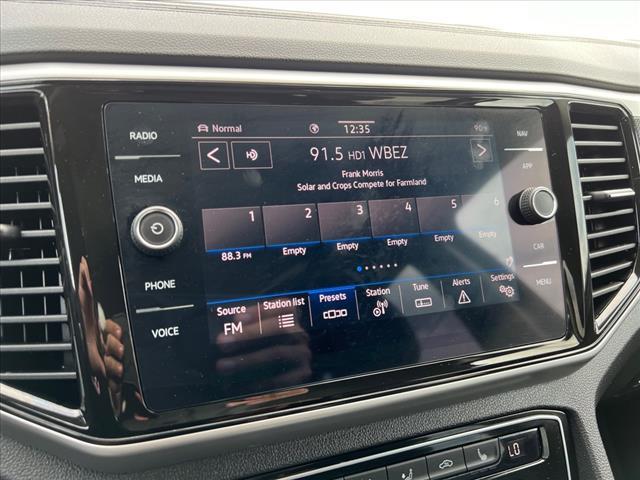 RADIO
MEDIA
PHONE
VOICE
Normal
12:35
90°F
91.5 HD1 WBEZ
Frank Morris
Solar and Crops Compete for Farmland
1 2 3 4 5 6
88.3 FM Empty Empty Empty Empty Empty
Source Station list Presets Station Tune Alerts Settings
FM
NAV
APP
CAR
MENU
LO